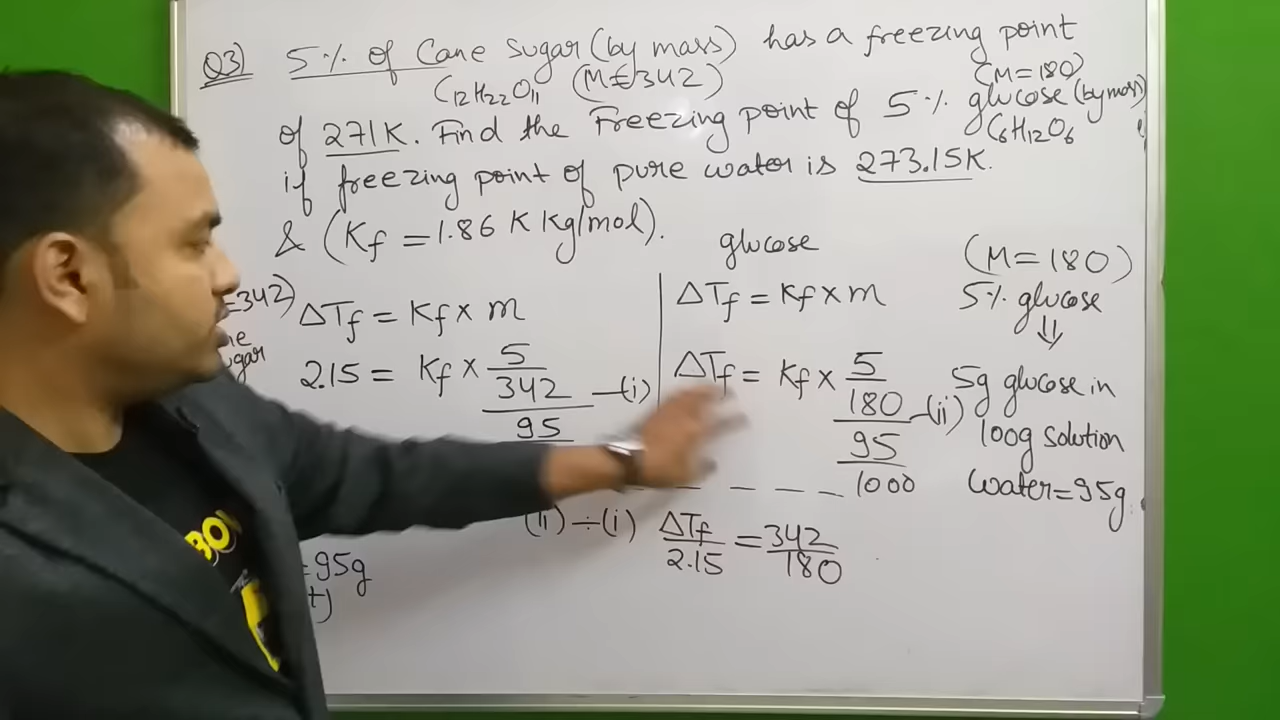 Q3) 5% of Cane Sugar (by mass) has a freezing point
C12H22O11 (M=342) (M=180)
of 271K. Find the Freezing point of 5% glucose (by mass)
C6H12O6
if freezing point of pure water is 273.15K.
& (Kf = 1.86 K Kg/mol).
=342)
ΔTf = Kf × m
2.15 = Kf × 5
342 —(i)
95
glucose
ΔTf = Kf × m
ΔTf = Kf × 5
180 —(ii)
95
1000
(M = 180)
5% glucose
⇓
5g glucose in
100g solution
water = 95g
(ii) ÷ (i) ΔTf/2.15 = 342/180
= 95g
BO